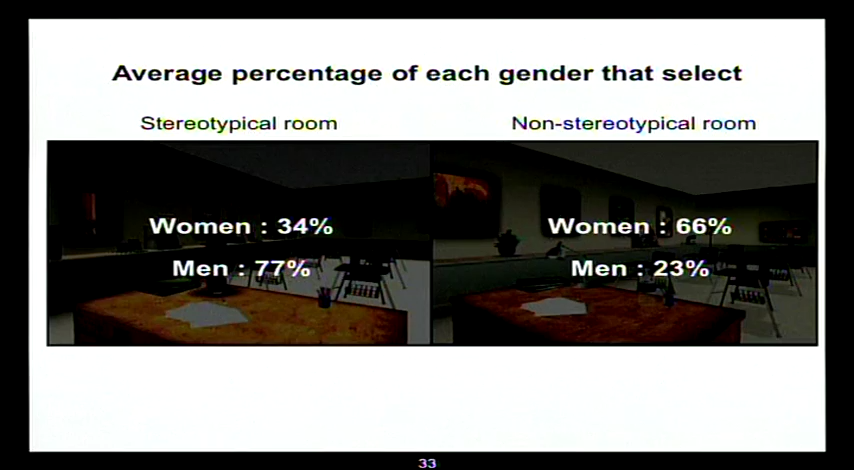 Average percentage of each gender that select
Stereotypical room
Non-stereotypical room
Women : 34%
Men : 77%
Women : 66%
Men : 23%
33